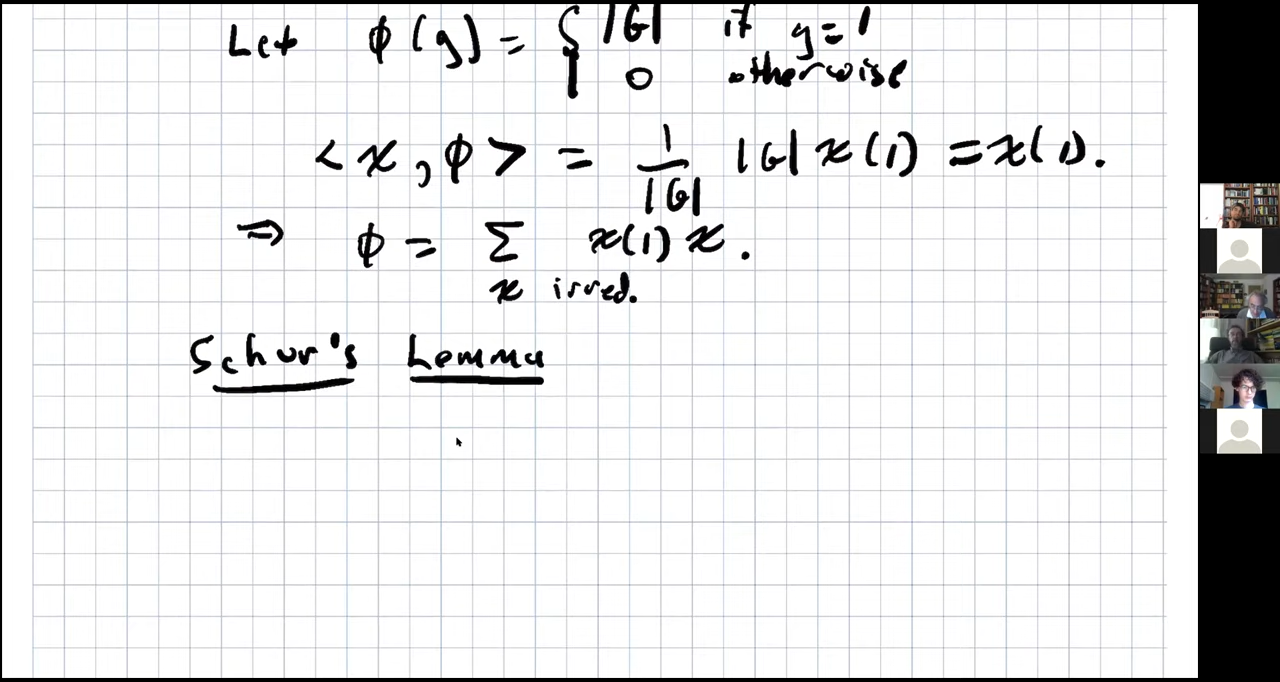 Let ϕ(g) = { |G| if g=1
0 otherwise
<χ, ϕ> = 1/|G| |G| χ(1) = χ(1).
⇒ ϕ = Σ χ(1) χ.
χ irred.
Schur's Lemma